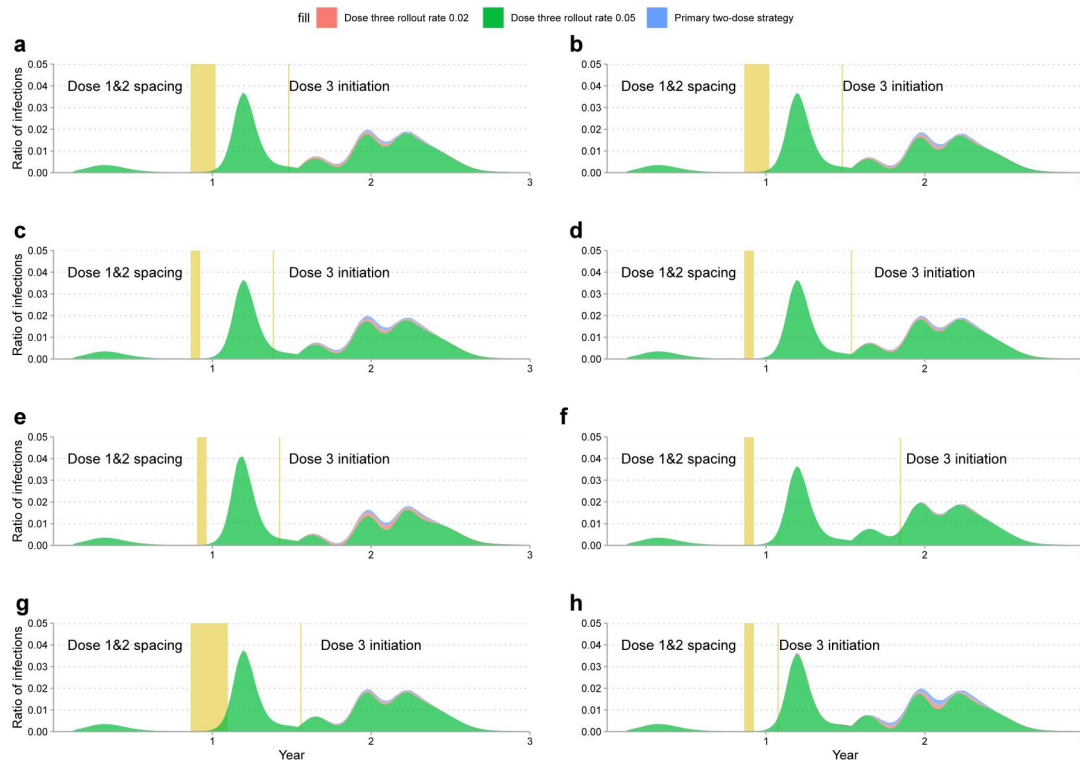 fill Dose three rollout rate 0.02 Dose three rollout rate 0.05 Primary two-dose strategy
a
Ratio of infections
0.05
0.04
0.03
0.02
0.01
0.00
Dose 1&2 spacing
Dose 3 initiation
1 2 3
b
0.05
0.04
0.03
0.02
0.01
0.00
Dose 1&2 spacing
Dose 3 initiation
1 2
c
Ratio of infections
0.05
0.04
0.03
0.02
0.01
0.00
Dose 1&2 spacing
Dose 3 initiation
1 2 3
d
0.05
0.04
0.03
0.02
0.01
0.00
Dose 1&2 spacing
Dose 3 initiation
1 2
e
Ratio of infections
0.05
0.04
0.03
0.02
0.01
0.00
Dose 1&2 spacing
Dose 3 initiation
1 2 3
f
0.05
0.04
0.03
0.02
0.01
0.00
Dose 1&2 spacing
Dose 3 initiation
1 2
g
Ratio of infections
0.05
0.04
0.03
0.02
0.01
0.00
Dose 1&2 spacing
Dose 3 initiation
1 2 3
Year
h
0.05
0.04
0.03
0.02
0.01
0.00
Dose 1&2 spacing
Dose 3 initiation
1 2
Year